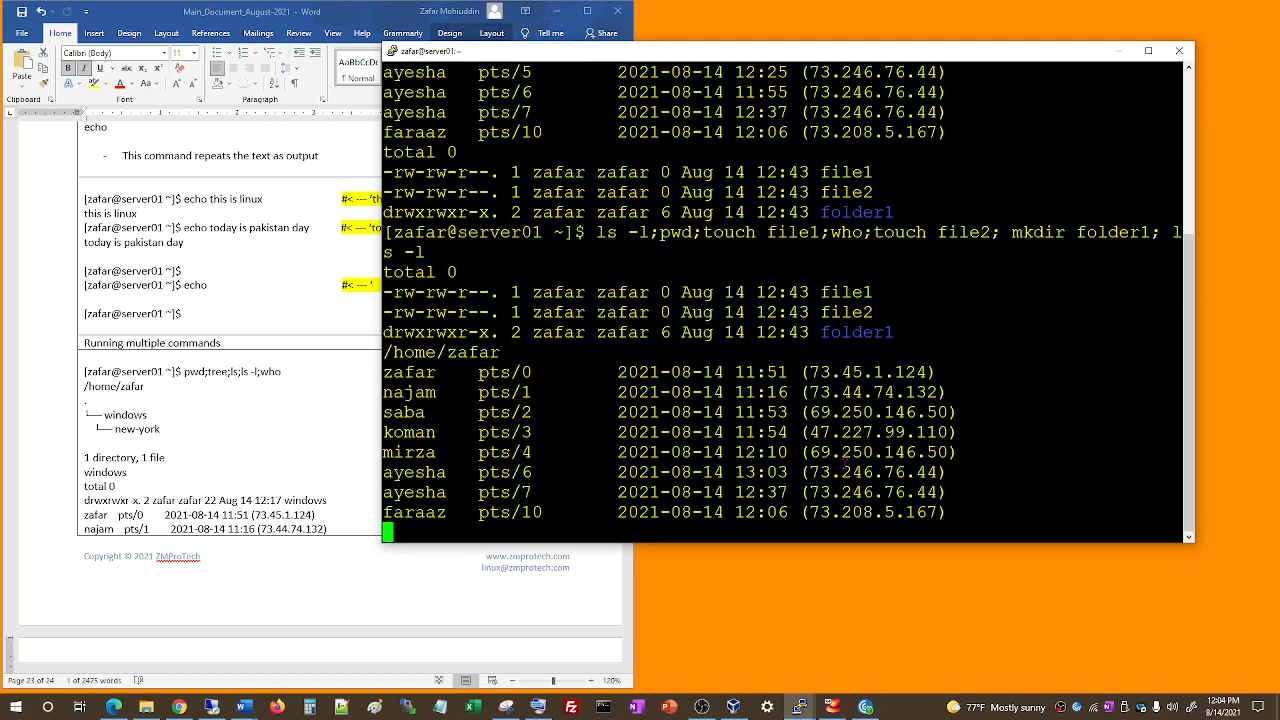 Main_Document_August-2021 - Word
Zafar Mohiuddin
File
Home
Insert
Draw
Design
Layout
References
Mailings
Review
View
Help
Grammarly
Design
Layout
Tell me
Share
Paste
Clipboard
Calibri (Body)
11
Font
Paragraph
AaBbCcDc
¶ Normal
echo
- This command repeats the text as output
[zafar@server01 ~]$ echo this is linux
this is linux
[zafar@server01 ~]$ echo today is pakistan day
today is pakistan day
[zafar@server01 ~]$
[zafar@server01 ~]$ echo
[zafar@server01 ~]$
#< --- ‘th
#< --- ‘to
#< --- ‘
Running multiple commands
[zafar@server01 ~]$ pwd;tree;ls;ls -l;who
/home/zafar
.
└── windows
└── new-york
1 directory, 1 file
windows
total 0
drwxrwxr-x. 2 zafar zafar 22 Aug 14 12:17 windows
zafar pts/0 2021-08-14 11:51 (73.45.1.124)
najam pts/1 2021-08-14 11:16 (73.44.74.132)
Copyright © 2021 ZMProTech
www.zmprotech.com
linux@zmprotech.com
Page 23 of 24
1 of 2475 words
120%
zafar@server01:~
ayesha pts/5 2021-08-14 12:25 (73.246.76.44)
ayesha pts/6 2021-08-14 11:55 (73.246.76.44)
ayesha pts/7 2021-08-14 12:37 (73.246.76.44)
faraaz pts/10 2021-08-14 12:06 (73.208.5.167)
total 0
-rw-rw-r--. 1 zafar zafar 0 Aug 14 12:43 file1
-rw-rw-r--. 1 zafar zafar 0 Aug 14 12:43 file2
drwxrwxr-x. 2 zafar zafar 6 Aug 14 12:43 folder1
[zafar@server01 ~]$ ls -l;pwd;touch file1;who;touch file2; mkdir folder1; l
s -l
total 0
-rw-rw-r--. 1 zafar zafar 0 Aug 14 12:43 file1
-rw-rw-r--. 1 zafar zafar 0 Aug 14 12:43 file2
drwxrwxr-x. 2 zafar zafar 6 Aug 14 12:43 folder1
/home/zafar
zafar pts/0 2021-08-14 11:51 (73.45.1.124)
najam pts/1 2021-08-14 11:16 (73.44.74.132)
saba pts/2 2021-08-14 11:53 (69.250.146.50)
koman pts/3 2021-08-14 11:54 (47.227.99.110)
mirza pts/4 2021-08-14 12:10 (69.250.146.50)
ayesha pts/6 2021-08-14 13:03 (73.246.76.44)
ayesha pts/7 2021-08-14 12:37 (73.246.76.44)
faraaz pts/10 2021-08-14 12:06 (73.208.5.167)
77°F Mostly sunny
12:04 PM
8/14/2021